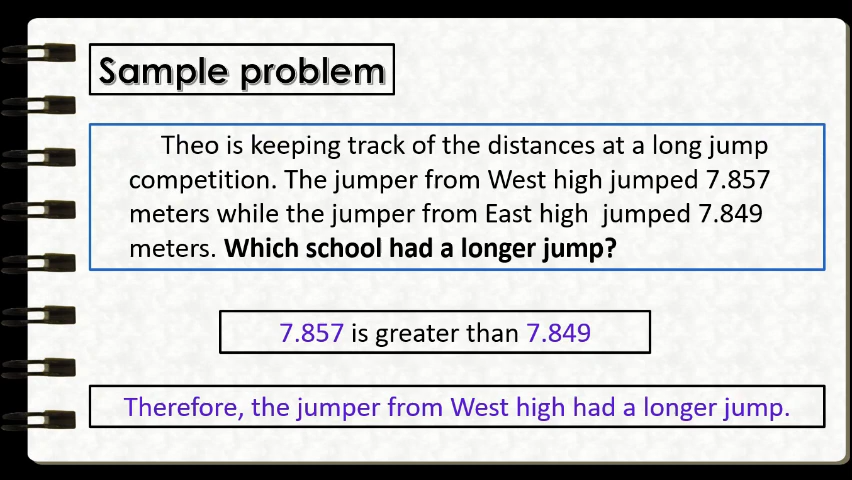 Sample problem
Theo is keeping track of the distances at a long jump
competition. The jumper from West high jumped 7.857
meters while the jumper from East high jumped 7.849
meters. Which school had a longer jump?
7.857 is greater than 7.849
Therefore, the jumper from West high had a longer jump.